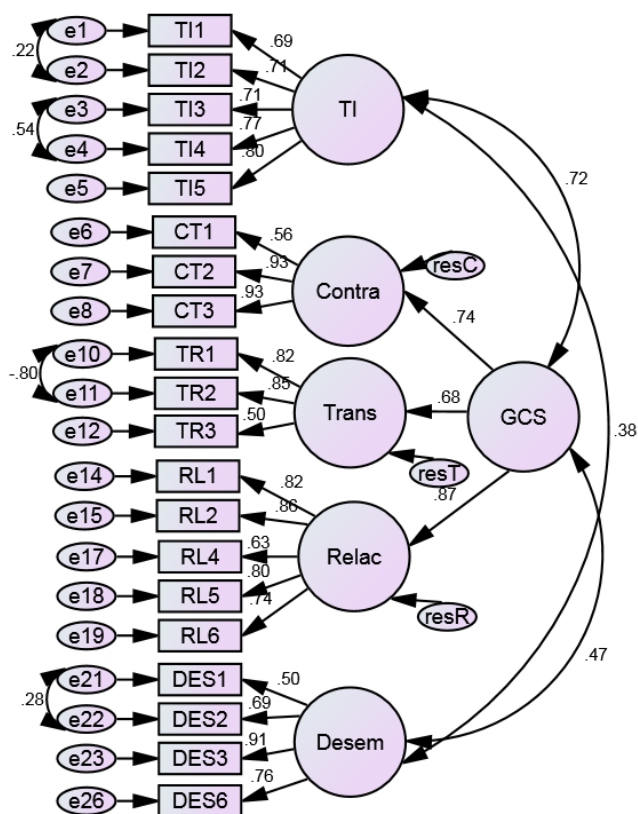 e1 TI1 .69
.22
e2 TI2 .71
TI
e3 TI3 .71
.54
e4 TI4 .77
e5 TI5 .80
.72
e6 CT1 .56
e7 CT2 .93
Contra
resC
e8 CT3 .93
.74
e10 TR1 .82
-.80
e11 TR2 .85
Trans
.68
GCS
e12 TR3 .50
.38
resT
e14 RL1 .82
.87
e15 RL2 .86
e17 RL4 .63
Relac
e18 RL5 .80
e19 RL6 .74
resR
.47
e21 DES1 .50
.28
e22 DES2 .69
Desem
e23 DES3 .91
e26 DES6 .76